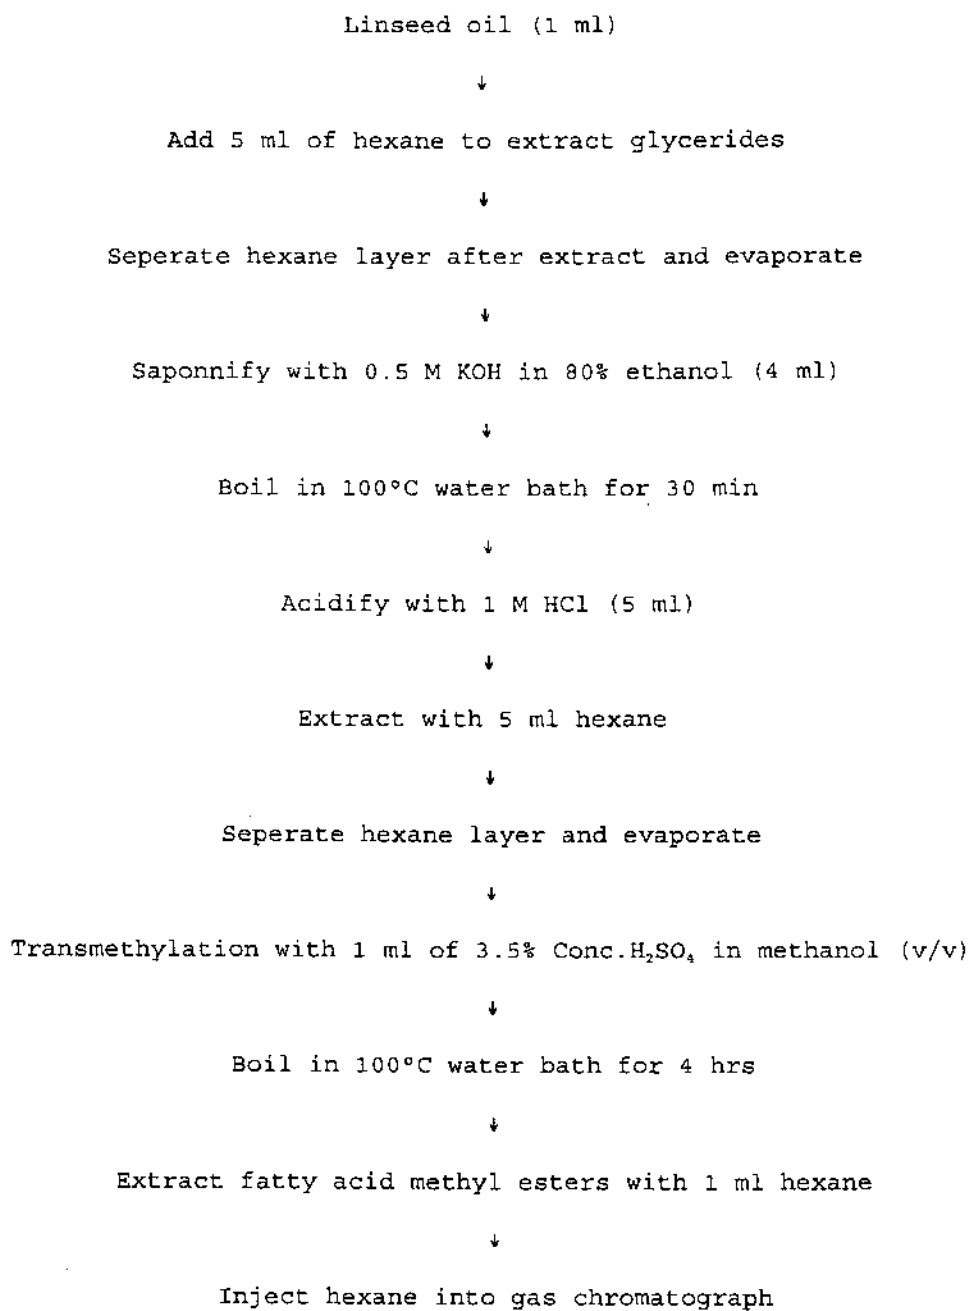 Linseed oil (1 ml)
↓
Add 5 ml of hexane to extract glycerides
↓
Seperate hexane layer after extract and evaporate
↓
Saponnify with 0.5 M KOH in 80% ethanol (4 ml)
↓
Boil in 100°C water bath for 30 min
↓
Acidify with 1 M HCl (5 ml)
↓
Extract with 5 ml hexane
↓
Seperate hexane layer and evaporate
↓
Transmethylation with 1 ml of 3.5% Conc.H₂SO₄ in methanol (v/v)
↓
Boil in 100°C water bath for 4 hrs
↓
Extract fatty acid methyl esters with 1 ml hexane
↓
Inject hexane into gas chromatograph